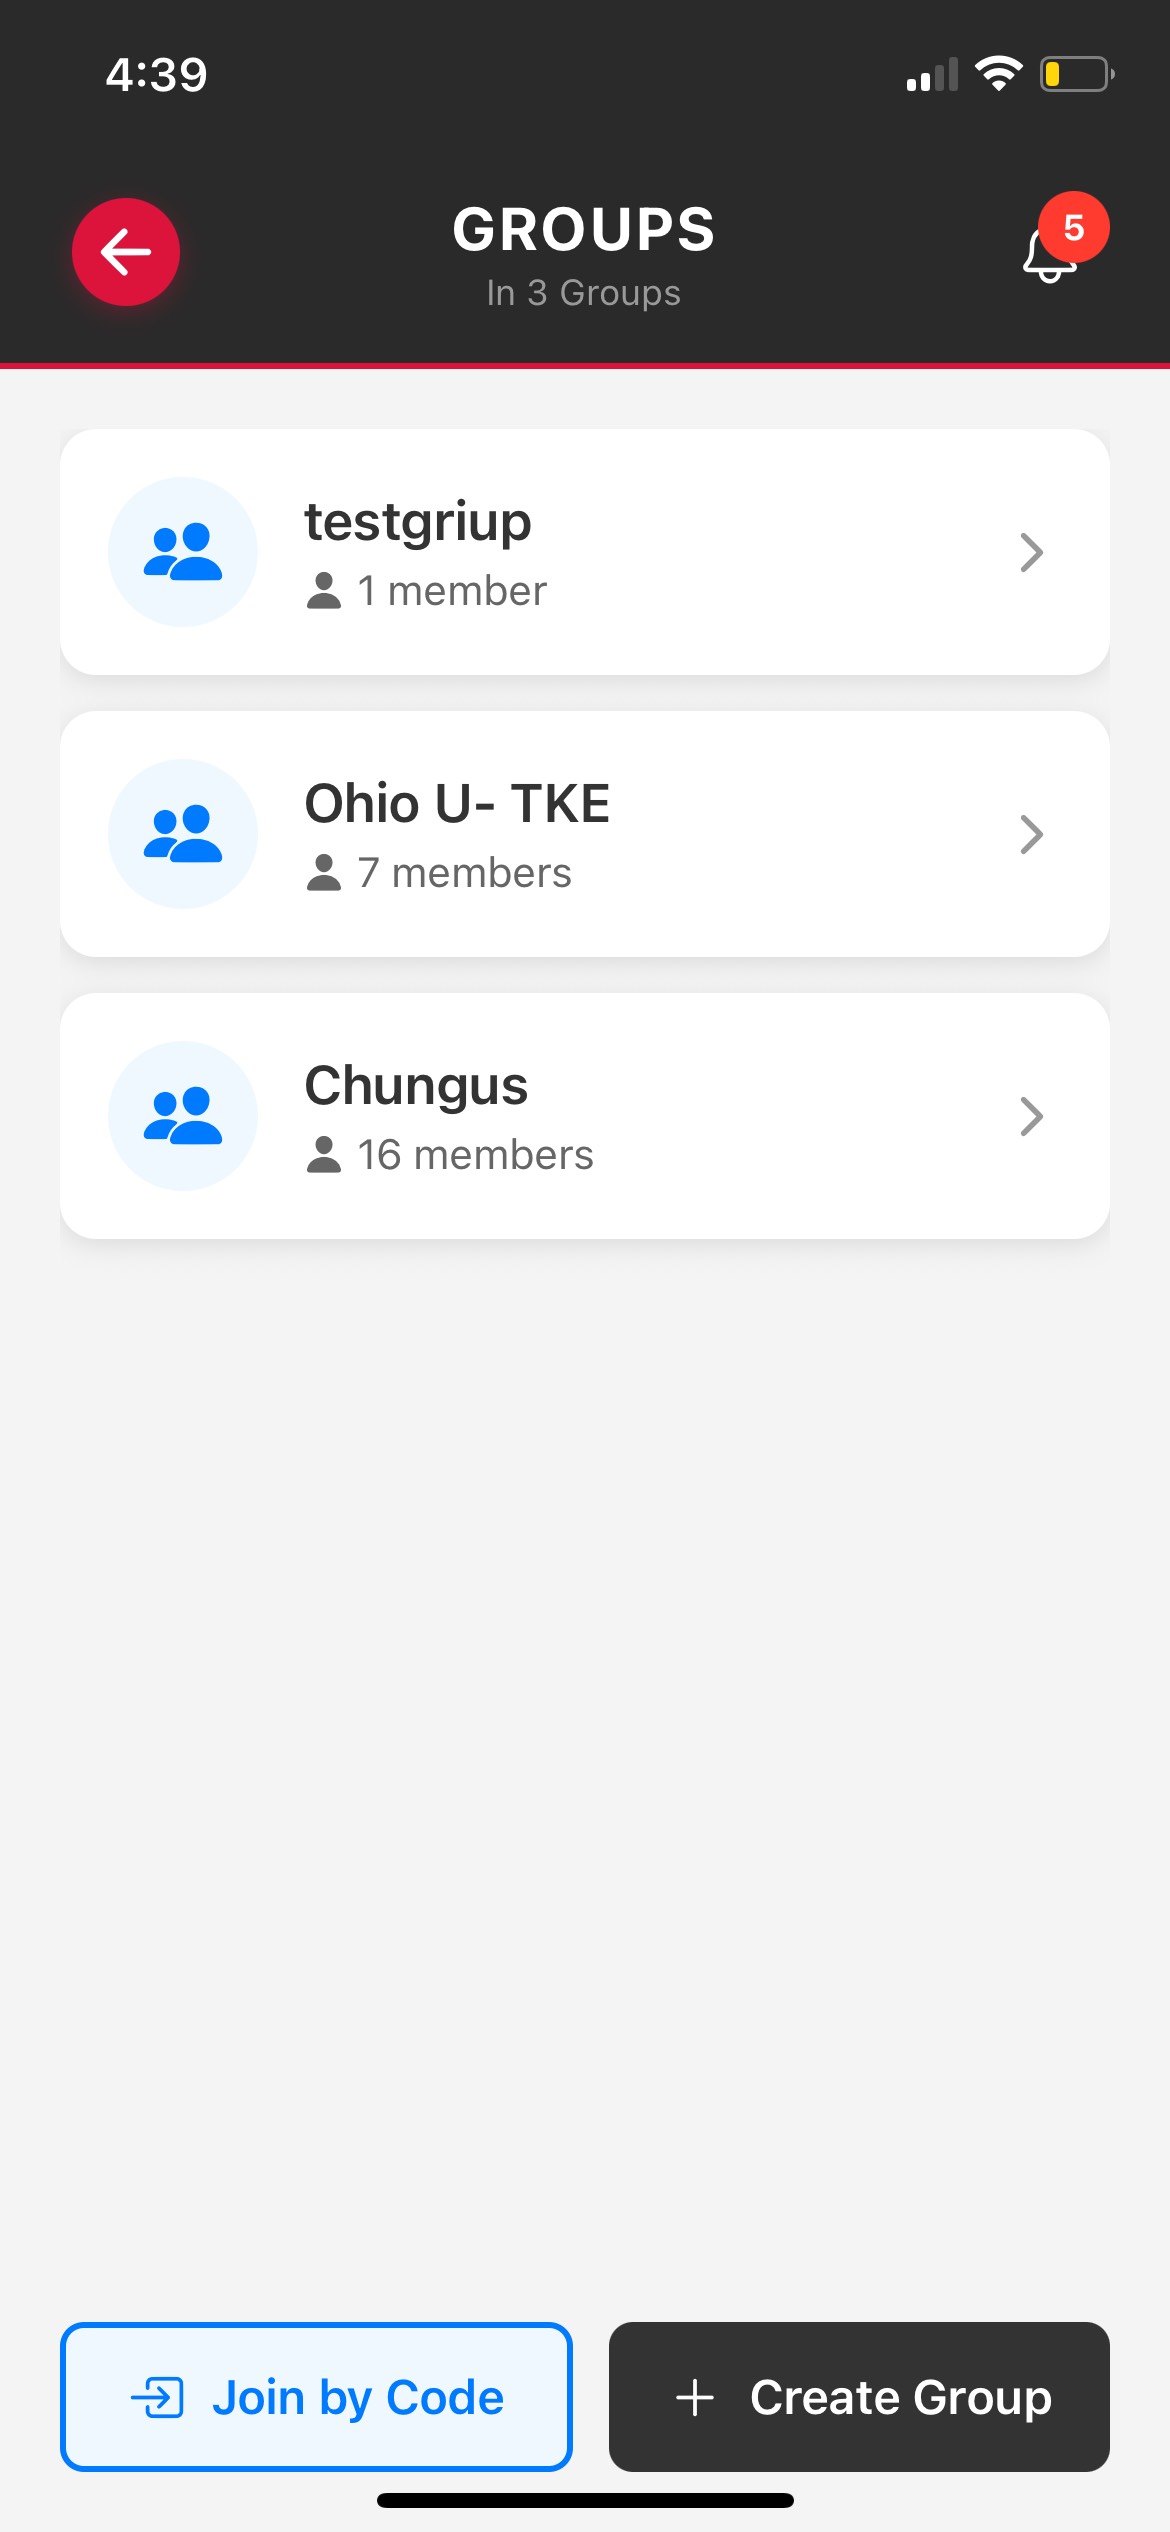 4:39
GROUPS
5
In 3 Groups
testgriup
1 member
Ohio U- TKE
7 members
Chungus
16 members
Join by Code
Create Group